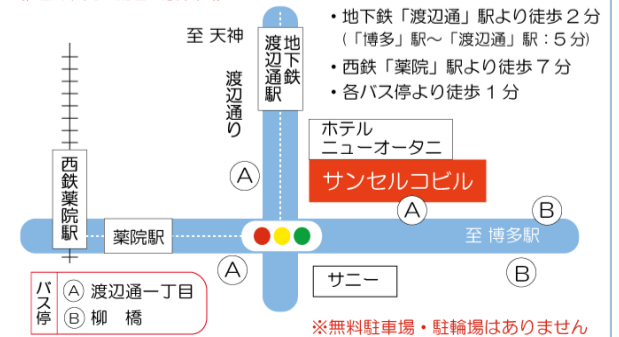 至 天神
地下鉄
渡辺通駅
渡辺通り
・地下鉄「渡辺通」駅より徒歩２分
(「博多」駅～「渡辺通」駅：５分)
・西鉄「薬院」駅より徒歩７分
・各バス停より徒歩１分
ホテル
ニューオータニ
サンセルコビル
Ⓐ
Ⓐ
Ⓑ
西鉄薬院駅
薬院駅
至 博多駅
Ⓐ
サニー
Ⓑ
バス停
Ⓐ 渡辺通一丁目
Ⓑ 柳　橋
※無料駐車場・駐輪場はありません